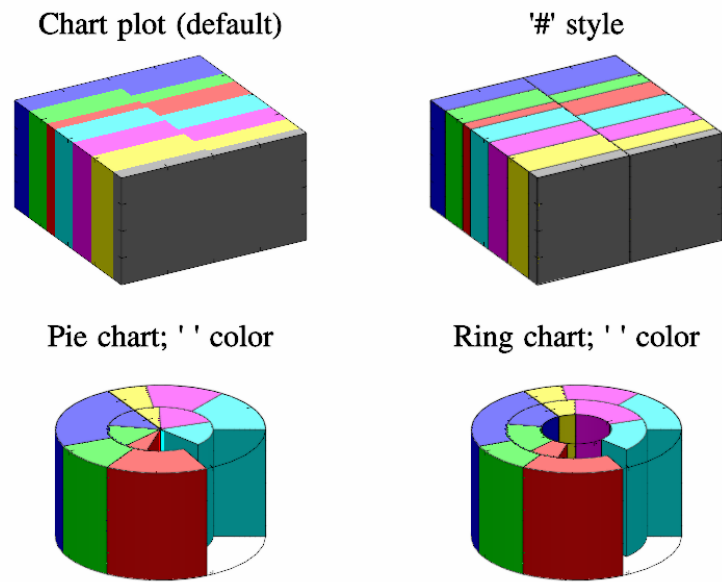 Chart plot (default)
'#' style
Pie chart; ' ' color
Ring chart; ' ' color